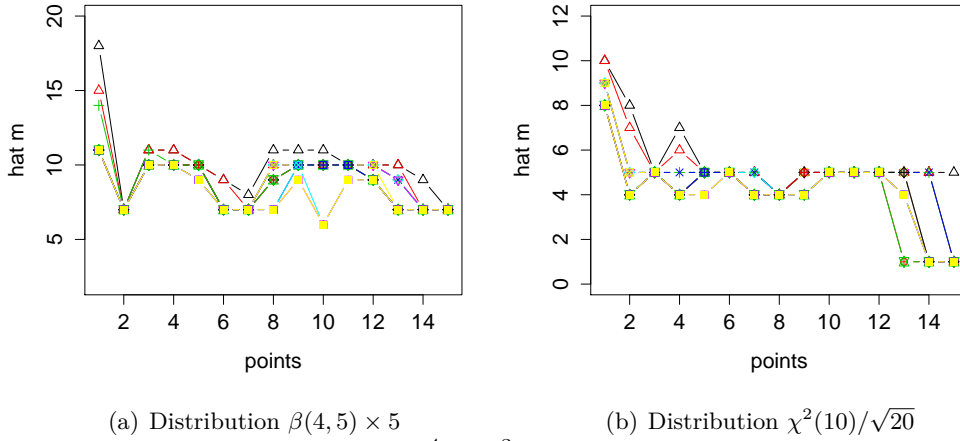 20
15
10
5
hat m
2 4 6 8 10 12 14
points
12
10
8
6
4
2
0
hat m
2 4 6 8 10 12 14
points
(a) Distribution β(4, 5) × 5
(b) Distribution χ²(10)/√20